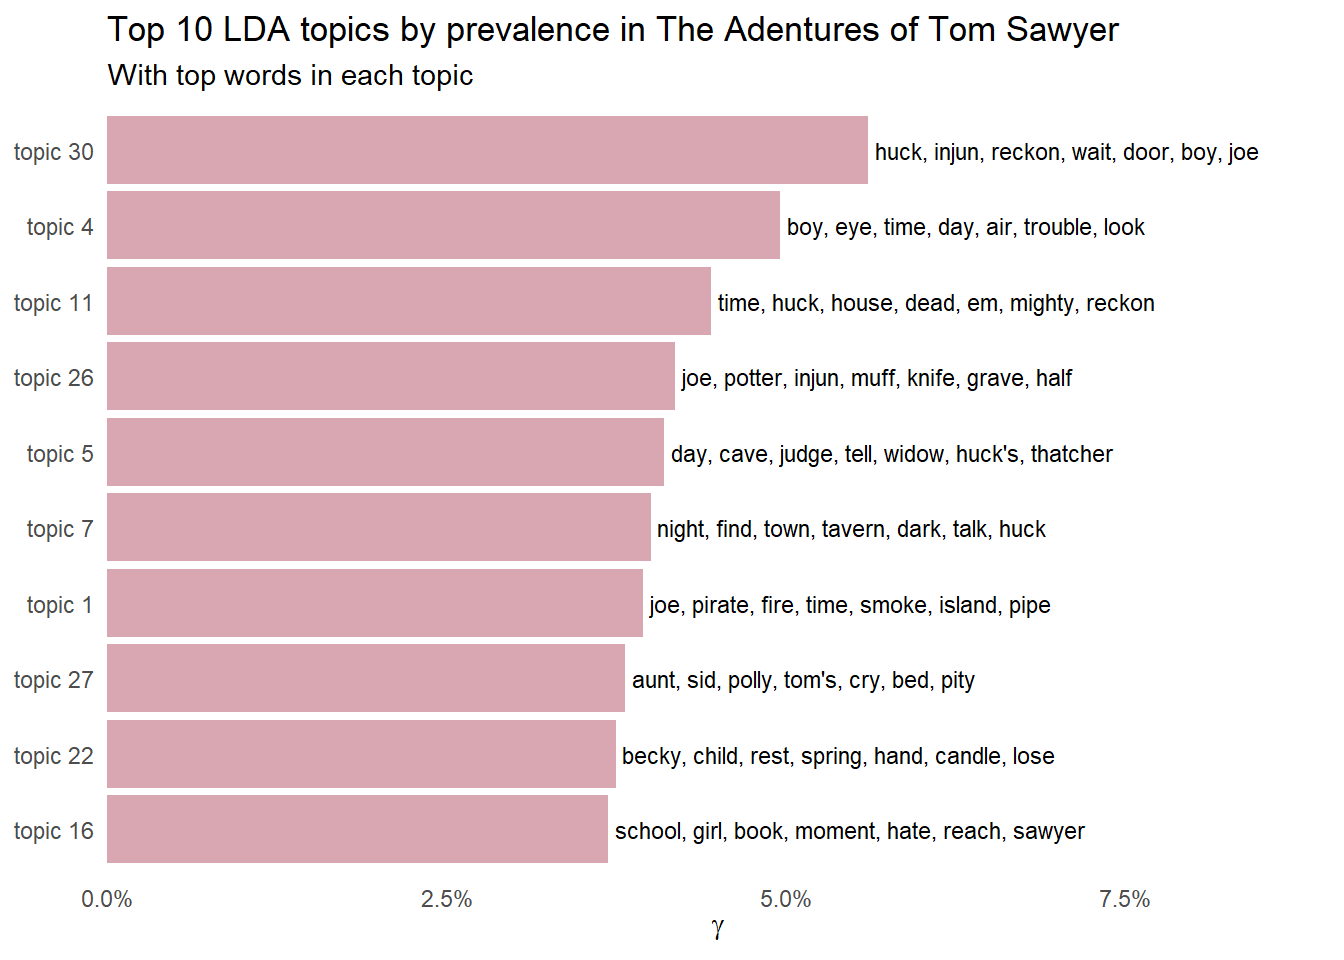 Top 10 LDA topics by prevalence in The Adentures of Tom Sawyer
With top words in each topic
topic 30 huck, injun, reckon, wait, door, boy, joe
topic 4 boy, eye, time, day, air, trouble, look
topic 11 time, huck, house, dead, em, mighty, reckon
topic 26 joe, potter, injun, muff, knife, grave, half
topic 5 day, cave, judge, tell, widow, huck's, thatcher
topic 7 night, find, town, tavern, dark, talk, huck
topic 1 joe, pirate, fire, time, smoke, island, pipe
topic 27 aunt, sid, polly, tom's, cry, bed, pity
topic 22 becky, child, rest, spring, hand, candle, lose
topic 16 school, girl, book, moment, hate, reach, sawyer
0.0% 2.5% 5.0% 7.5%
γ